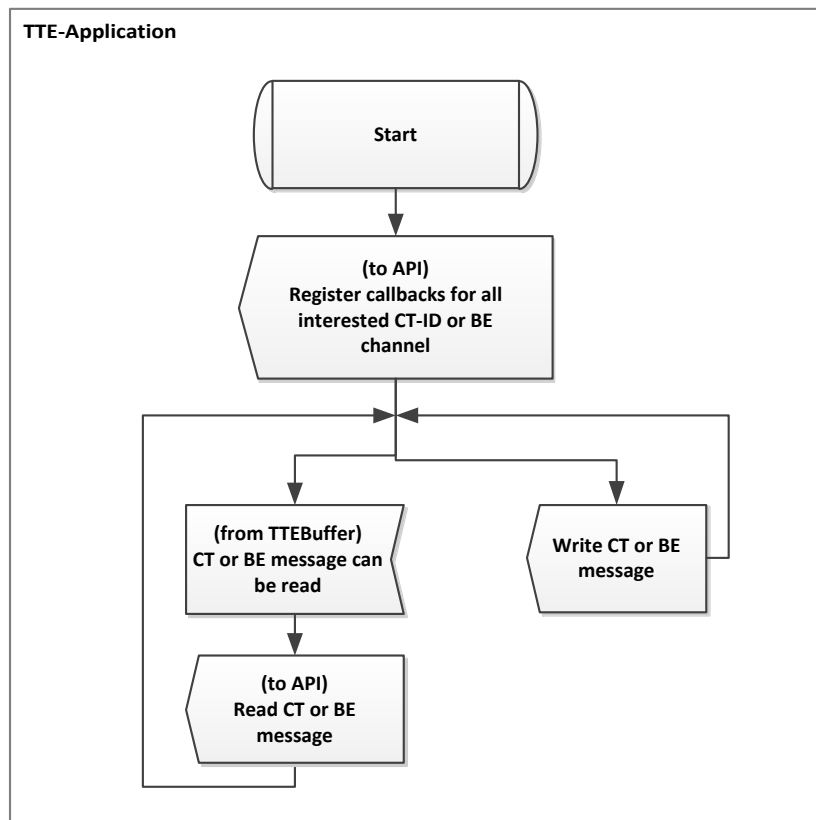 TTE-Application
Start
(to API)
Register callbacks for all
interested CT-ID or BE
channel
(from TTEBuffer)
CT or BE message can
be read
Write CT or BE
message
(to API)
Read CT or BE
message